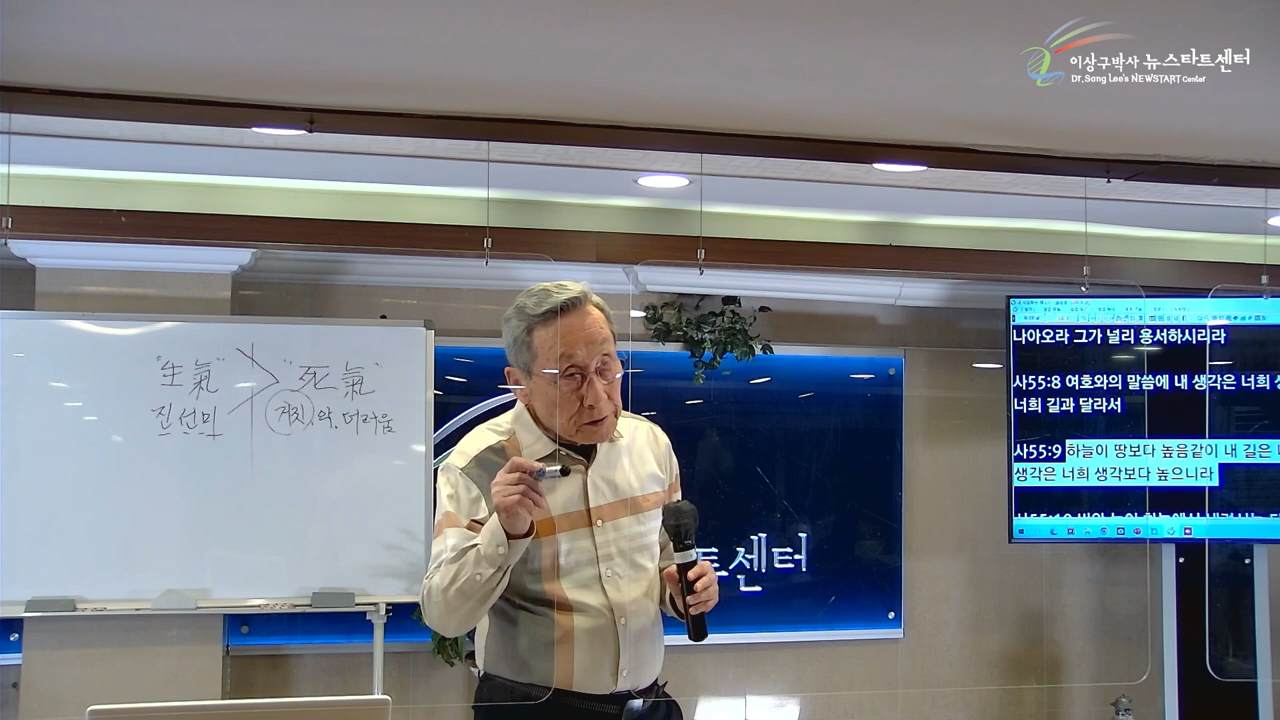 이상구박사 뉴스타트센터
Dr. Sang Lee's NEWSTART Center
"生氣" > "死氣"
진선미 거짓, 악, 더러움
트센터
나아오라 그가 널리 용서하시리라
사55:8 여호와의 말씀에 내 생각은 너희
너희 길과 달라서
사55:9 하늘이 땅보다 높음같이 내 길은
생각은 너희 생각보다 높으니라